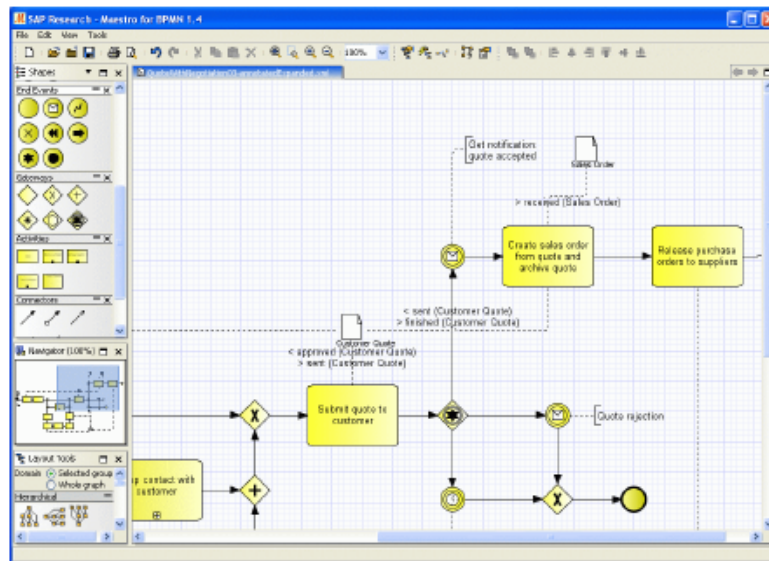 SAP Research - Maestro for BPMN 1.4
File Edit View Tools
100%
Shapes
End Events
Gateways
Activities
Connectors
Navigator (100%)
Layout Tools
Domain Selected group
Whole graph
Hierarchical
Get notification
quote accepted
Sales Order
> received (Sales Order)
Create sales order
from quote and
archive quote
Release purchase
orders to suppliers
< sent (Customer Quote)
> finished (Customer Quote)
Customer Quote
< approved (Customer Quote)
> sent (Customer Quote)
Submit quote to
customer
Quote rejection
contact with
customer